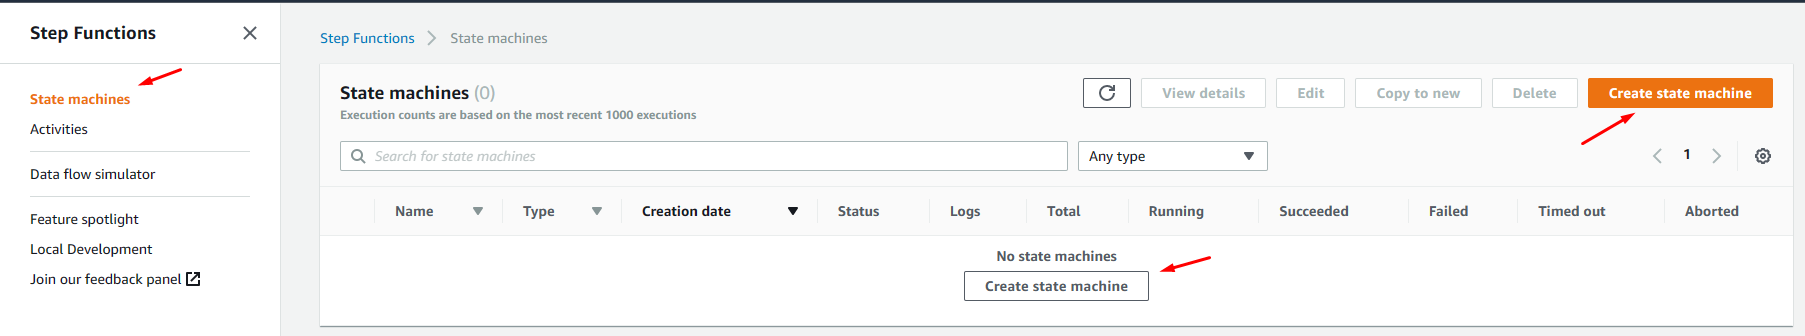 Step Functions
State machines
Activities
Data flow simulator
Feature spotlight
Local Development
Join our feedback panel
Step Functions State machines
State machines (0)
Execution counts are based on the most recent 1000 executions
View details Edit Copy to new Delete Create state machine
Search for state machines Any type 1
Name Type Creation date Status Logs Total Running Succeeded Failed Timed out Aborted
No state machines
Create state machine